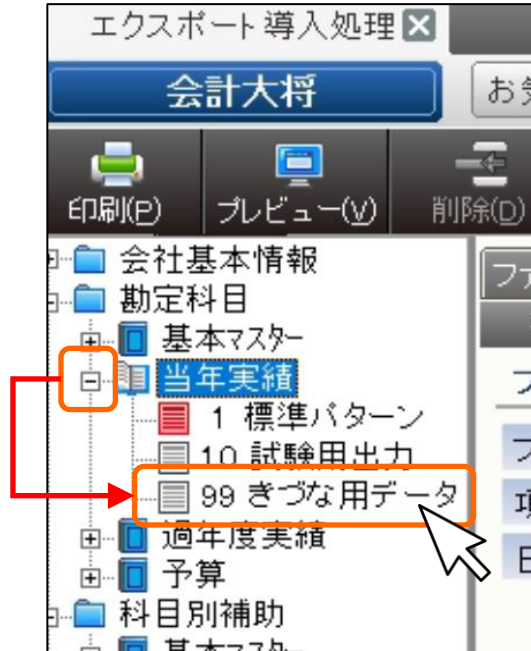 エクスポート導入処理
会計大将
お気
印刷(P) プレビュー(V) 削除(D)
会社基本情報
勘定科目
基本マスター
当年実績
1 標準パターン
10 試験用出力
99 きづな用データ
過年度実績
予算
科目別補助
基本マスター
ファ